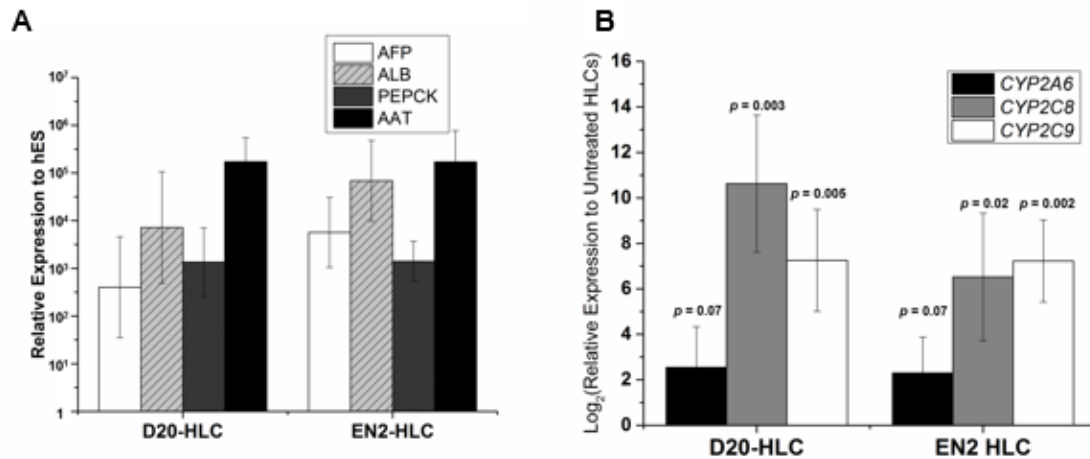 A
AFP
ALB
PEPCK
AAT
Relative Expression to hES
10⁷
10⁶
10⁵
10⁴
10³
10²
10¹
1
D20-HLC
EN2-HLC
B
CYP2A6
CYP2C8
CYP2C9
Log₂(Relative Expression to Untreated HLCs)
16
14
12
10
8
6
4
2
0
p = 0.07
p = 0.003
p = 0.005
p = 0.07
p = 0.02
p = 0.002
D20-HLC
EN2 HLC